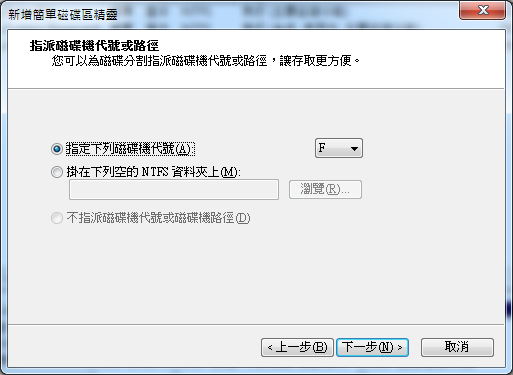 新增簡單磁碟區精靈
指派磁碟機代號或路徑
您可以為磁碟分割指派磁碟機代號或路徑，讓存取更方便。
指定下列磁碟機代號(A) F
掛在下列空的 NTFS 資料夾上(M):
瀏覽(R)...
不指派磁碟機代號或磁碟機路徑(D)
<上一步(B) 下一步(N)> 取消